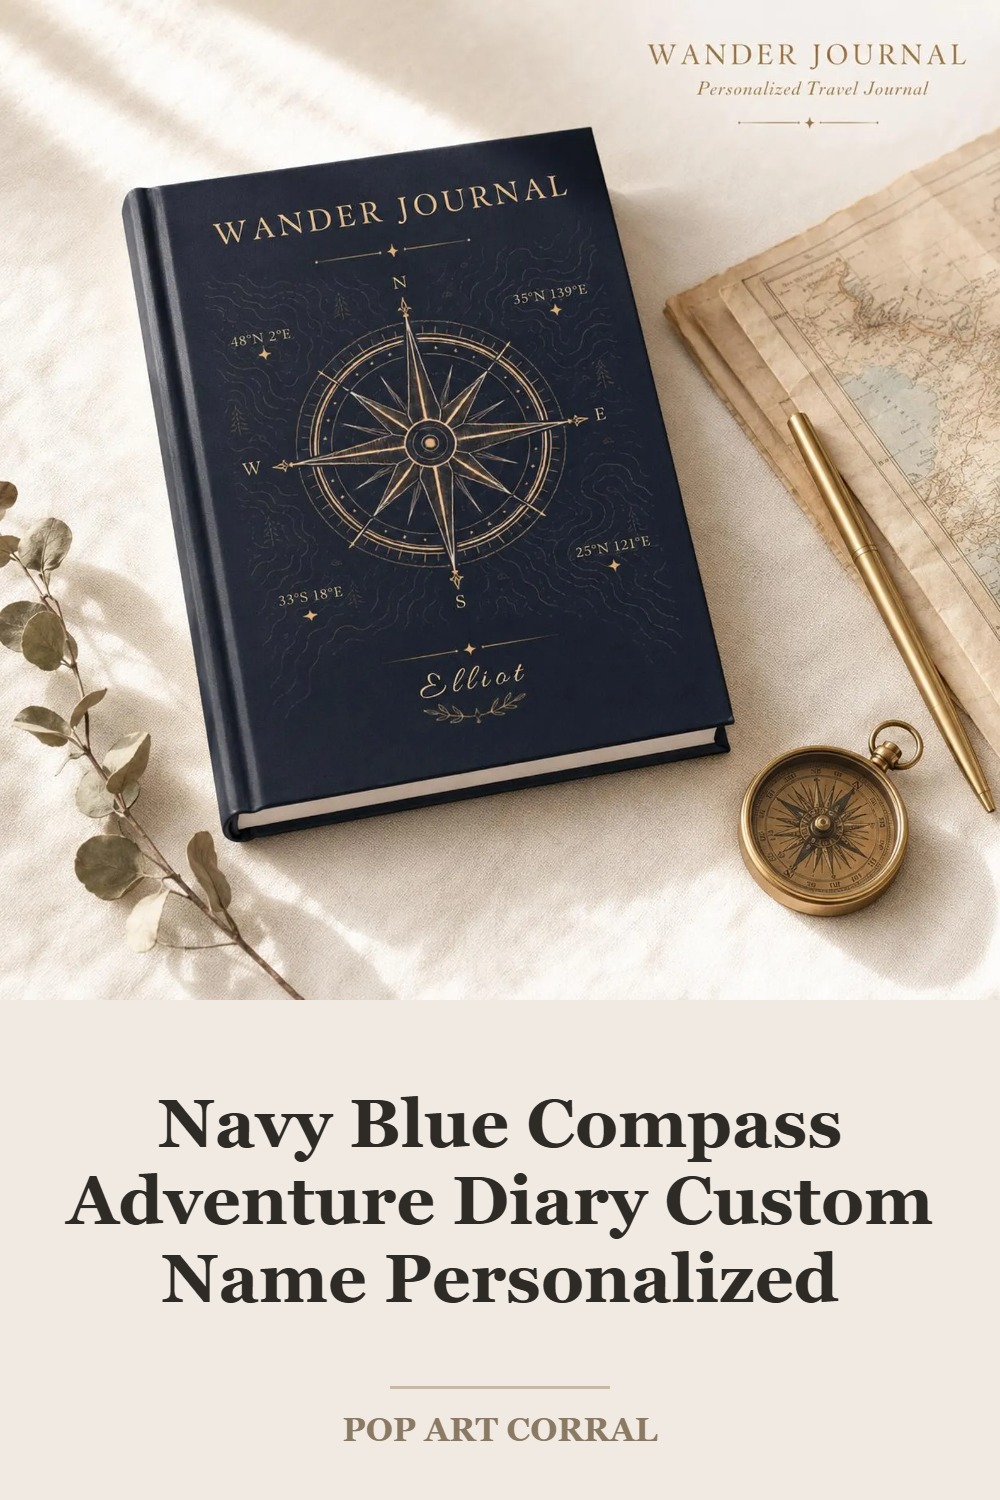 WANDER JOURNAL
Personalized Travel Journal
WANDER JOURNAL
N
35°N 139°E
48°N 2°E
E
W
25°N 121°E
33°S 18°E
S
Elliot
Navy Blue Compass
Adventure Diary Custom
Name Personalized
POP ART CORRAL